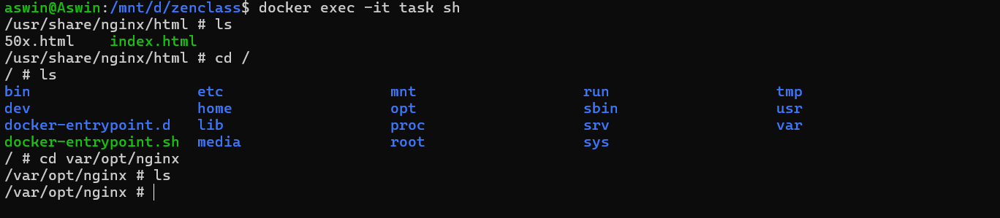 aswin@Aswin:/mnt/d/zenclass$ docker exec -it task sh
/usr/share/nginx/html # ls
50x.html    index.html
/usr/share/nginx/html # cd /
/ # ls
bin                   etc                   mnt                   run                   tmp
dev                   home                  opt                   sbin                  usr
docker-entrypoint.d   lib                   proc                  srv                   var
docker-entrypoint.sh  media                 root                  sys
/ # cd var/opt/nginx
/var/opt/nginx # ls
/var/opt/nginx #